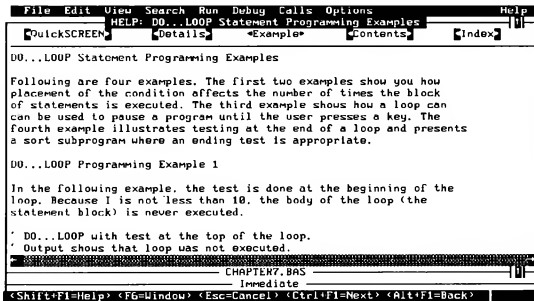 File Edit View Search Run Debug Calls Options Help
HELP: DO...LOOP Statement Programming Examples
QuickSCREEN Details Example Contents Index
DO...LOOP Statement Programming Examples
Following are four examples. The first two examples show you how
placement of the condition affects the number of times the block
of statements is executed. The third example shows how a loop can
can be used to pause a program until the user presses a key. The
fourth example illustrates testing at the end of a loop and presents
a sort subprogram where an ending test is appropriate.
DO...LOOP Programming Example 1
In the following example, the test is done at the beginning of the
loop. Because I is not less than 10, the body of the loop (the
statement block) is never executed.
' DO...LOOP with test at the top of the loop.
' Output shows that loop was not executed.
CHAPTER7.BAS
Immediate
<Shift+F1=Help> <F6=Window> <Esc=Cancel> <Ctrl+F1=Next> <Alt+F1=Back>